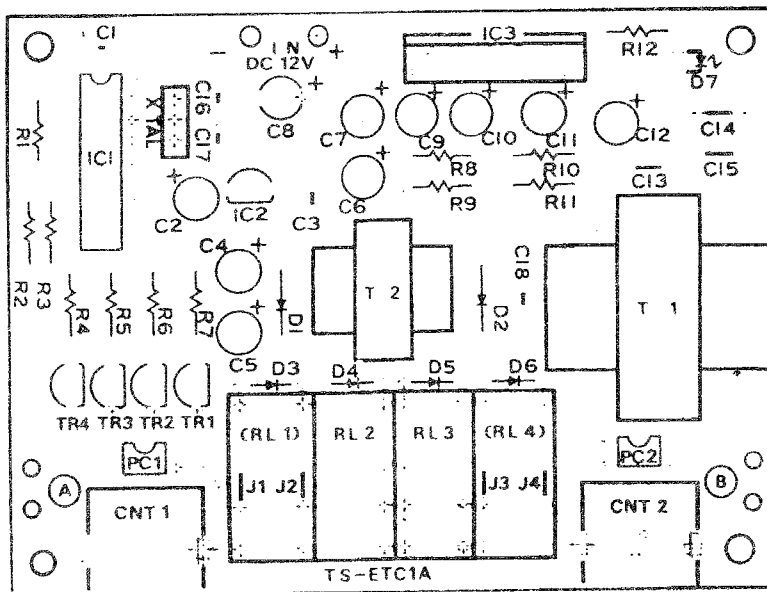 C1
IN
DC 12V
IC3
R12
D7
R1
IC1
XTAL
C16
C17
C8
C7
C9
C10
C11
C12
C14
C15
R8
R10
R9
R11
C13
C2
IC2
C3
C6
C4
C18
R2
R3
R4
R5
R6
R7
D1
T 2
D2
T 1
C5
D3
D4
D5
D6
TR4
TR3
TR2
TR1
(RL 1)
RL 2
RL 3
(RL 4)
PC1
PC2
J1 J2
J3 J4
A
B
CNT 1
CNT 2
TS-ETC1A